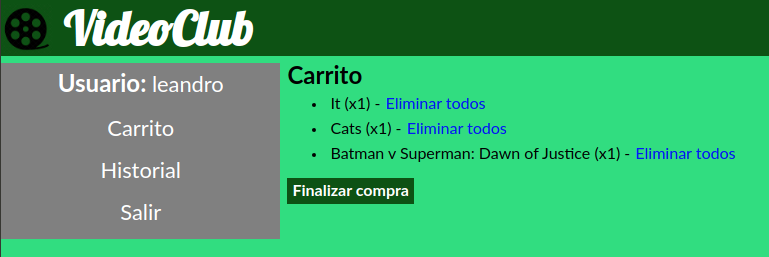 VideoClub
Usuario: leandro
Carrito
Historial
Salir
Carrito
It (x1) - Eliminar todos
Cats (x1) - Eliminar todos
Batman v Superman: Dawn of Justice (x1) - Eliminar todos
Finalizar compra